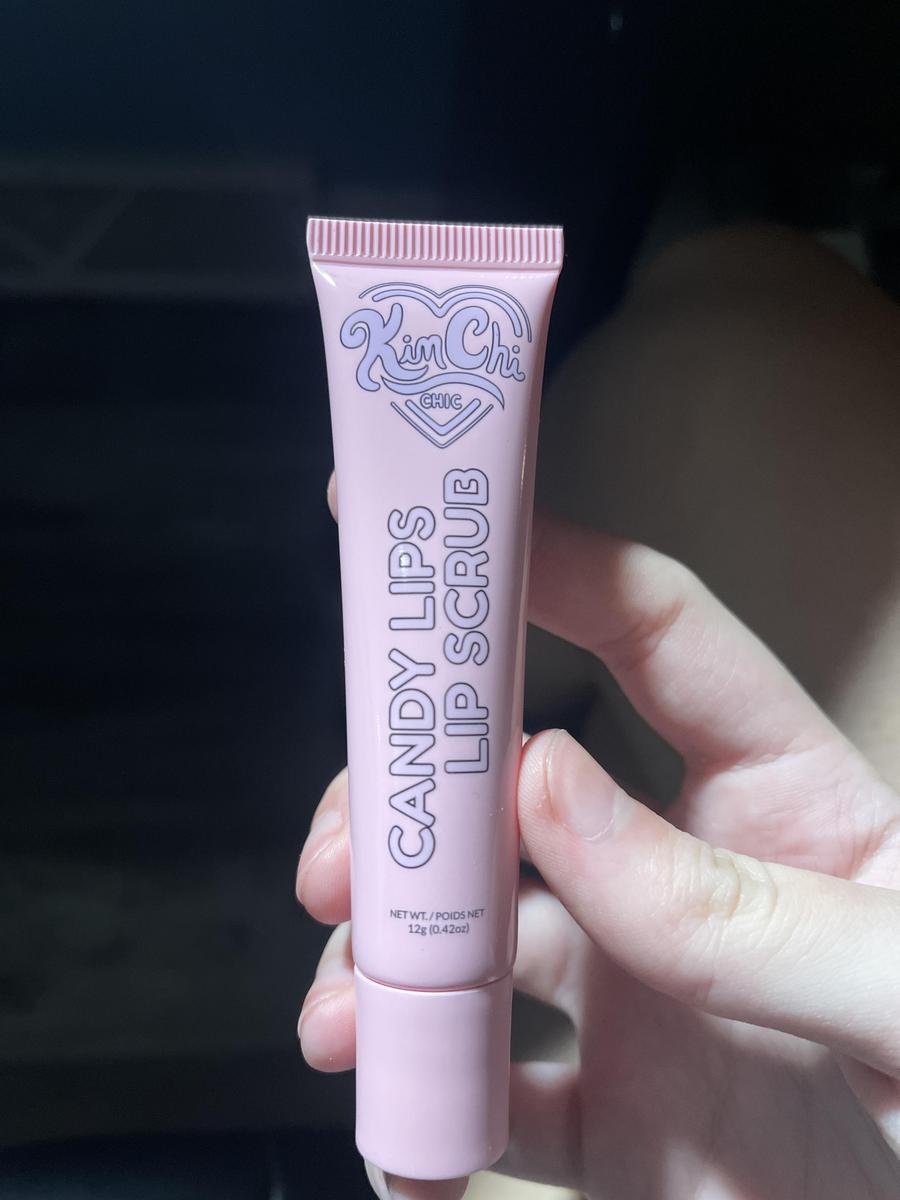 KimChi
CHIC
CANDY LIPS
LIP SCRUB
NET WT. / POIDS NET
12g (0.42oz)